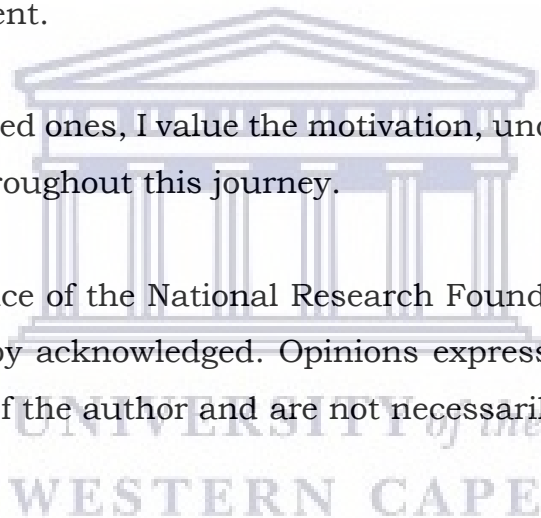 ent.
ed ones, I value the motivation, und
roughout this journey.
ce of the National Research Found
by acknowledged. Opinions express
f the author and are not necessaril
UNIVERSITY of the
WESTERN CAPE